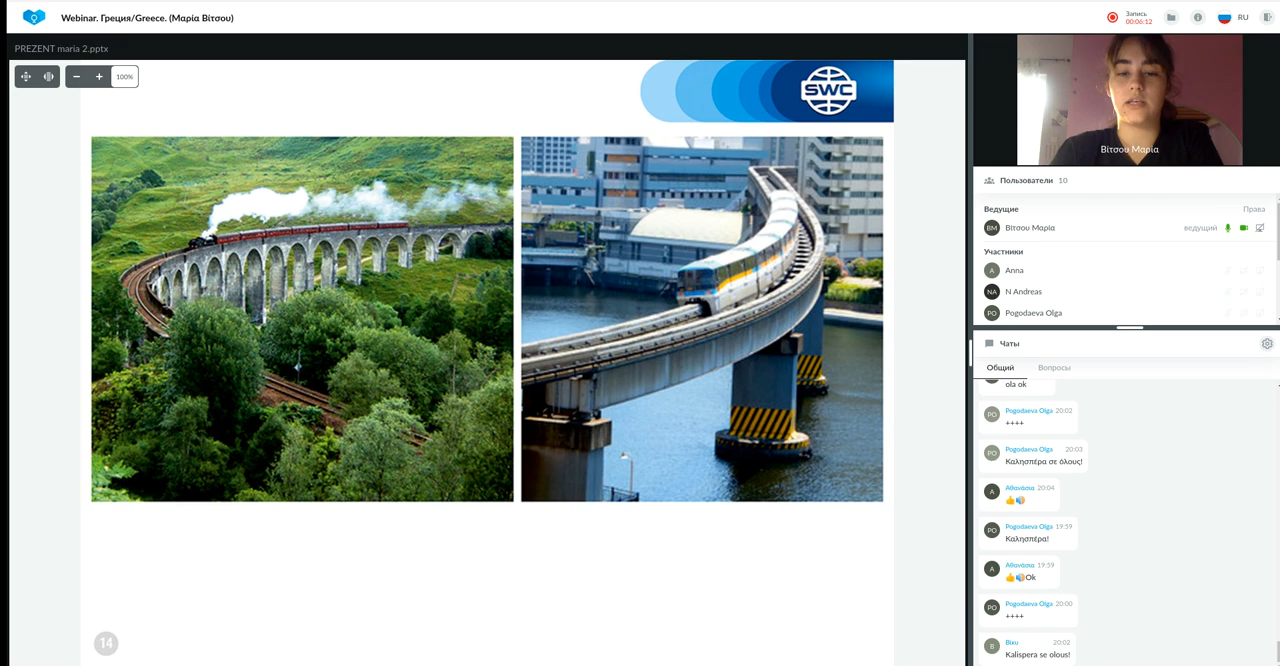 Webinar. Греция/Greece. (Μαρία Βίτσου)
Запись
00:06:12
RU
PREZENT maria 2.pptx
100%
SWC
14
Βίτσου Μαρία
Пользователи 10
Ведущие Права
ΒΜ Βίτσου Μαρία ведущий
Участники
A Anna
NA N Andreas
PO Pogodaeva Olga
Чаты
Общий Вопросы
ola ok
PO Pogodaeva Olga 20:02
++++
PO Pogodaeva Olga 20:03
Καλησπέρα σε όλους!
Α Αθανάσια 20:04
👍
PO Pogodaeva Olga 19:59
Καλησπέρα!
Α Αθανάσια 19:59
👍Ok
PO Pogodaeva Olga 20:00
++++
20:02
Kalispera se olous!